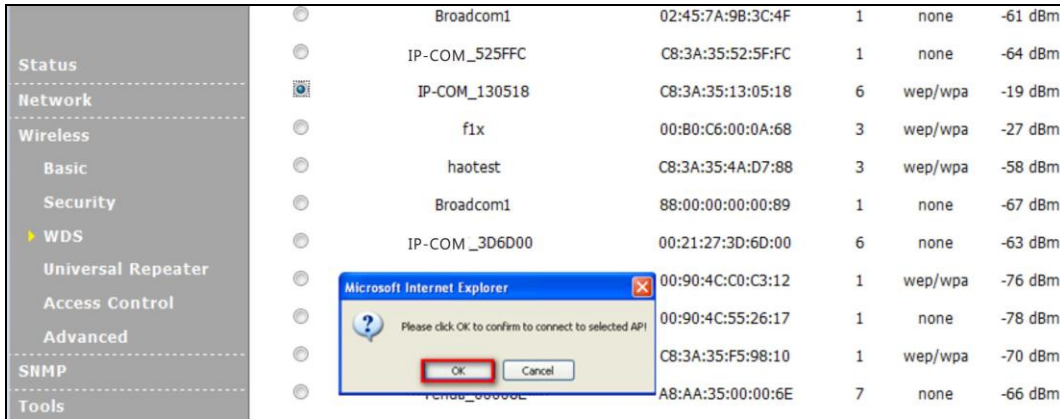 Broadcom1 02:45:7A:9B:3C:4F 1 none -61 dBm
IP-COM_525FFC C8:3A:35:52:5F:FC 1 none -64 dBm
IP-COM_130518 C8:3A:35:13:05:18 6 wep/wpa -19 dBm
f1x 00:B0:C6:00:0A:68 3 wep/wpa -27 dBm
haotest C8:3A:35:4A:D7:88 3 wep/wpa -58 dBm
Broadcom1 88:00:00:00:00:89 1 none -67 dBm
IP-COM_3D6D00 00:21:27:3D:6D:00 6 none -63 dBm
00:90:4C:C0:C3:12 1 wep/wpa -76 dBm
00:90:4C:55:26:17 1 none -78 dBm
C8:3A:35:F5:98:10 1 wep/wpa -70 dBm
A8:AA:35:00:00:6E 7 none -66 dBm
Status
Network
Wireless
Basic
Security
WDS
Universal Repeater
Access Control
Advanced
SNMP
Tools
Microsoft Internet Explorer
Please click OK to confirm to connect to selected AP!
OK Cancel